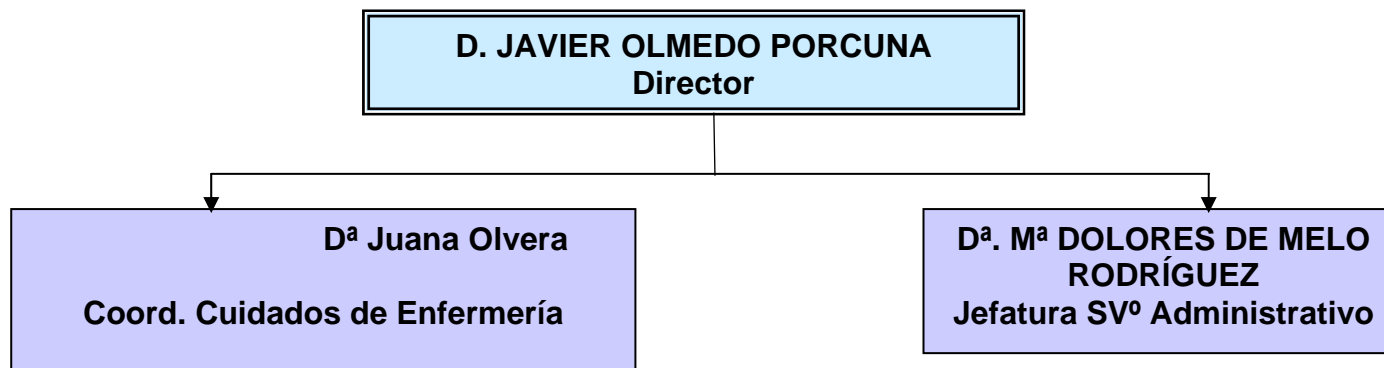 D. JAVIER OLMEDO PORCUNA
Director
Dª Juana Olvera
Coord. Cuidados de Enfermería
Dª. Mª DOLORES DE MELO
RODRÍGUEZ
Jefatura SVº Administrativo